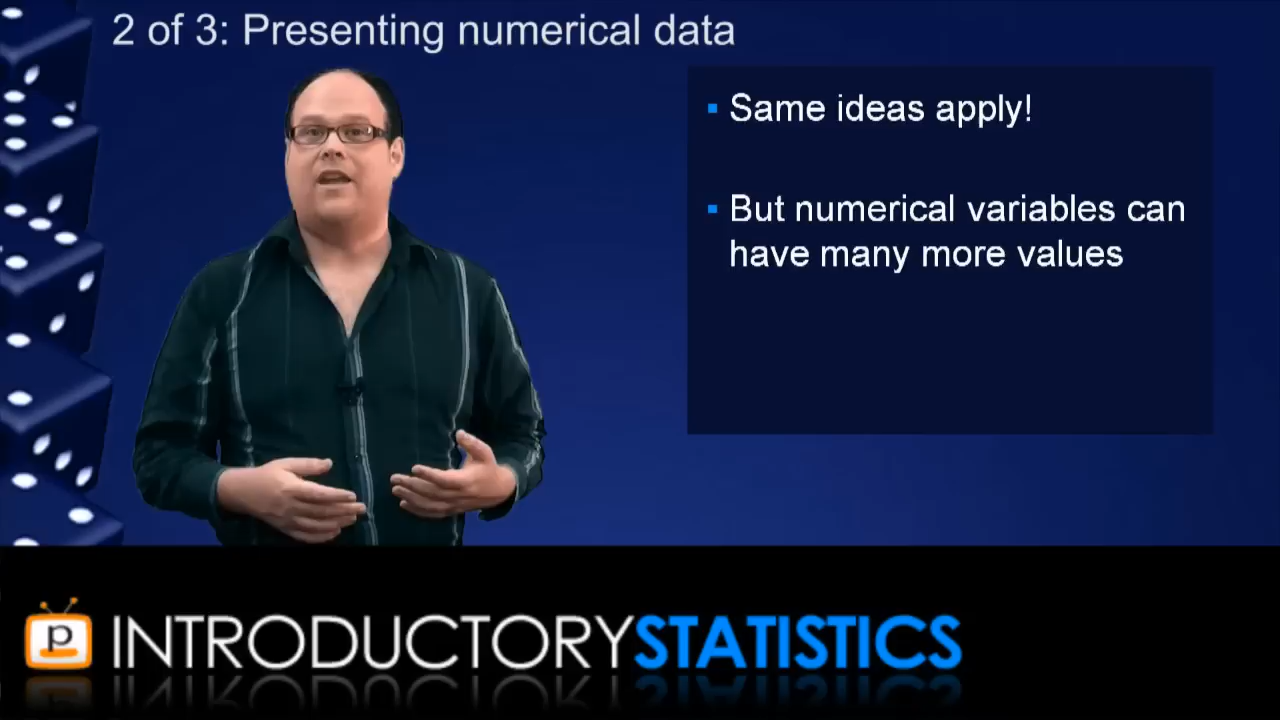 2 of 3: Presenting numerical data
Same ideas apply!
But numerical variables can
have many more values
p INTRODUCTORYSTATISTICS